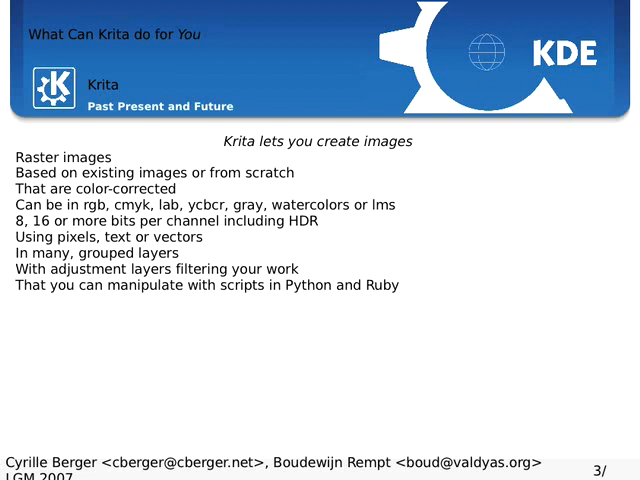 What Can Krita do for You
KDE
Krita
Past Present and Future
Krita lets you create images
Raster images
Based on existing images or from scratch
That are color-corrected
Can be in rgb, cmyk, lab, ycbcr, gray, watercolors or lms
8, 16 or more bits per channel including HDR
Using pixels, text or vectors
In many, grouped layers
With adjustment layers filtering your work
That you can manipulate with scripts in Python and Ruby
Cyrille Berger <cberger@cberger.net>, Boudewijn Rempt <boud@valdyas.org>
LGM 2007
3/